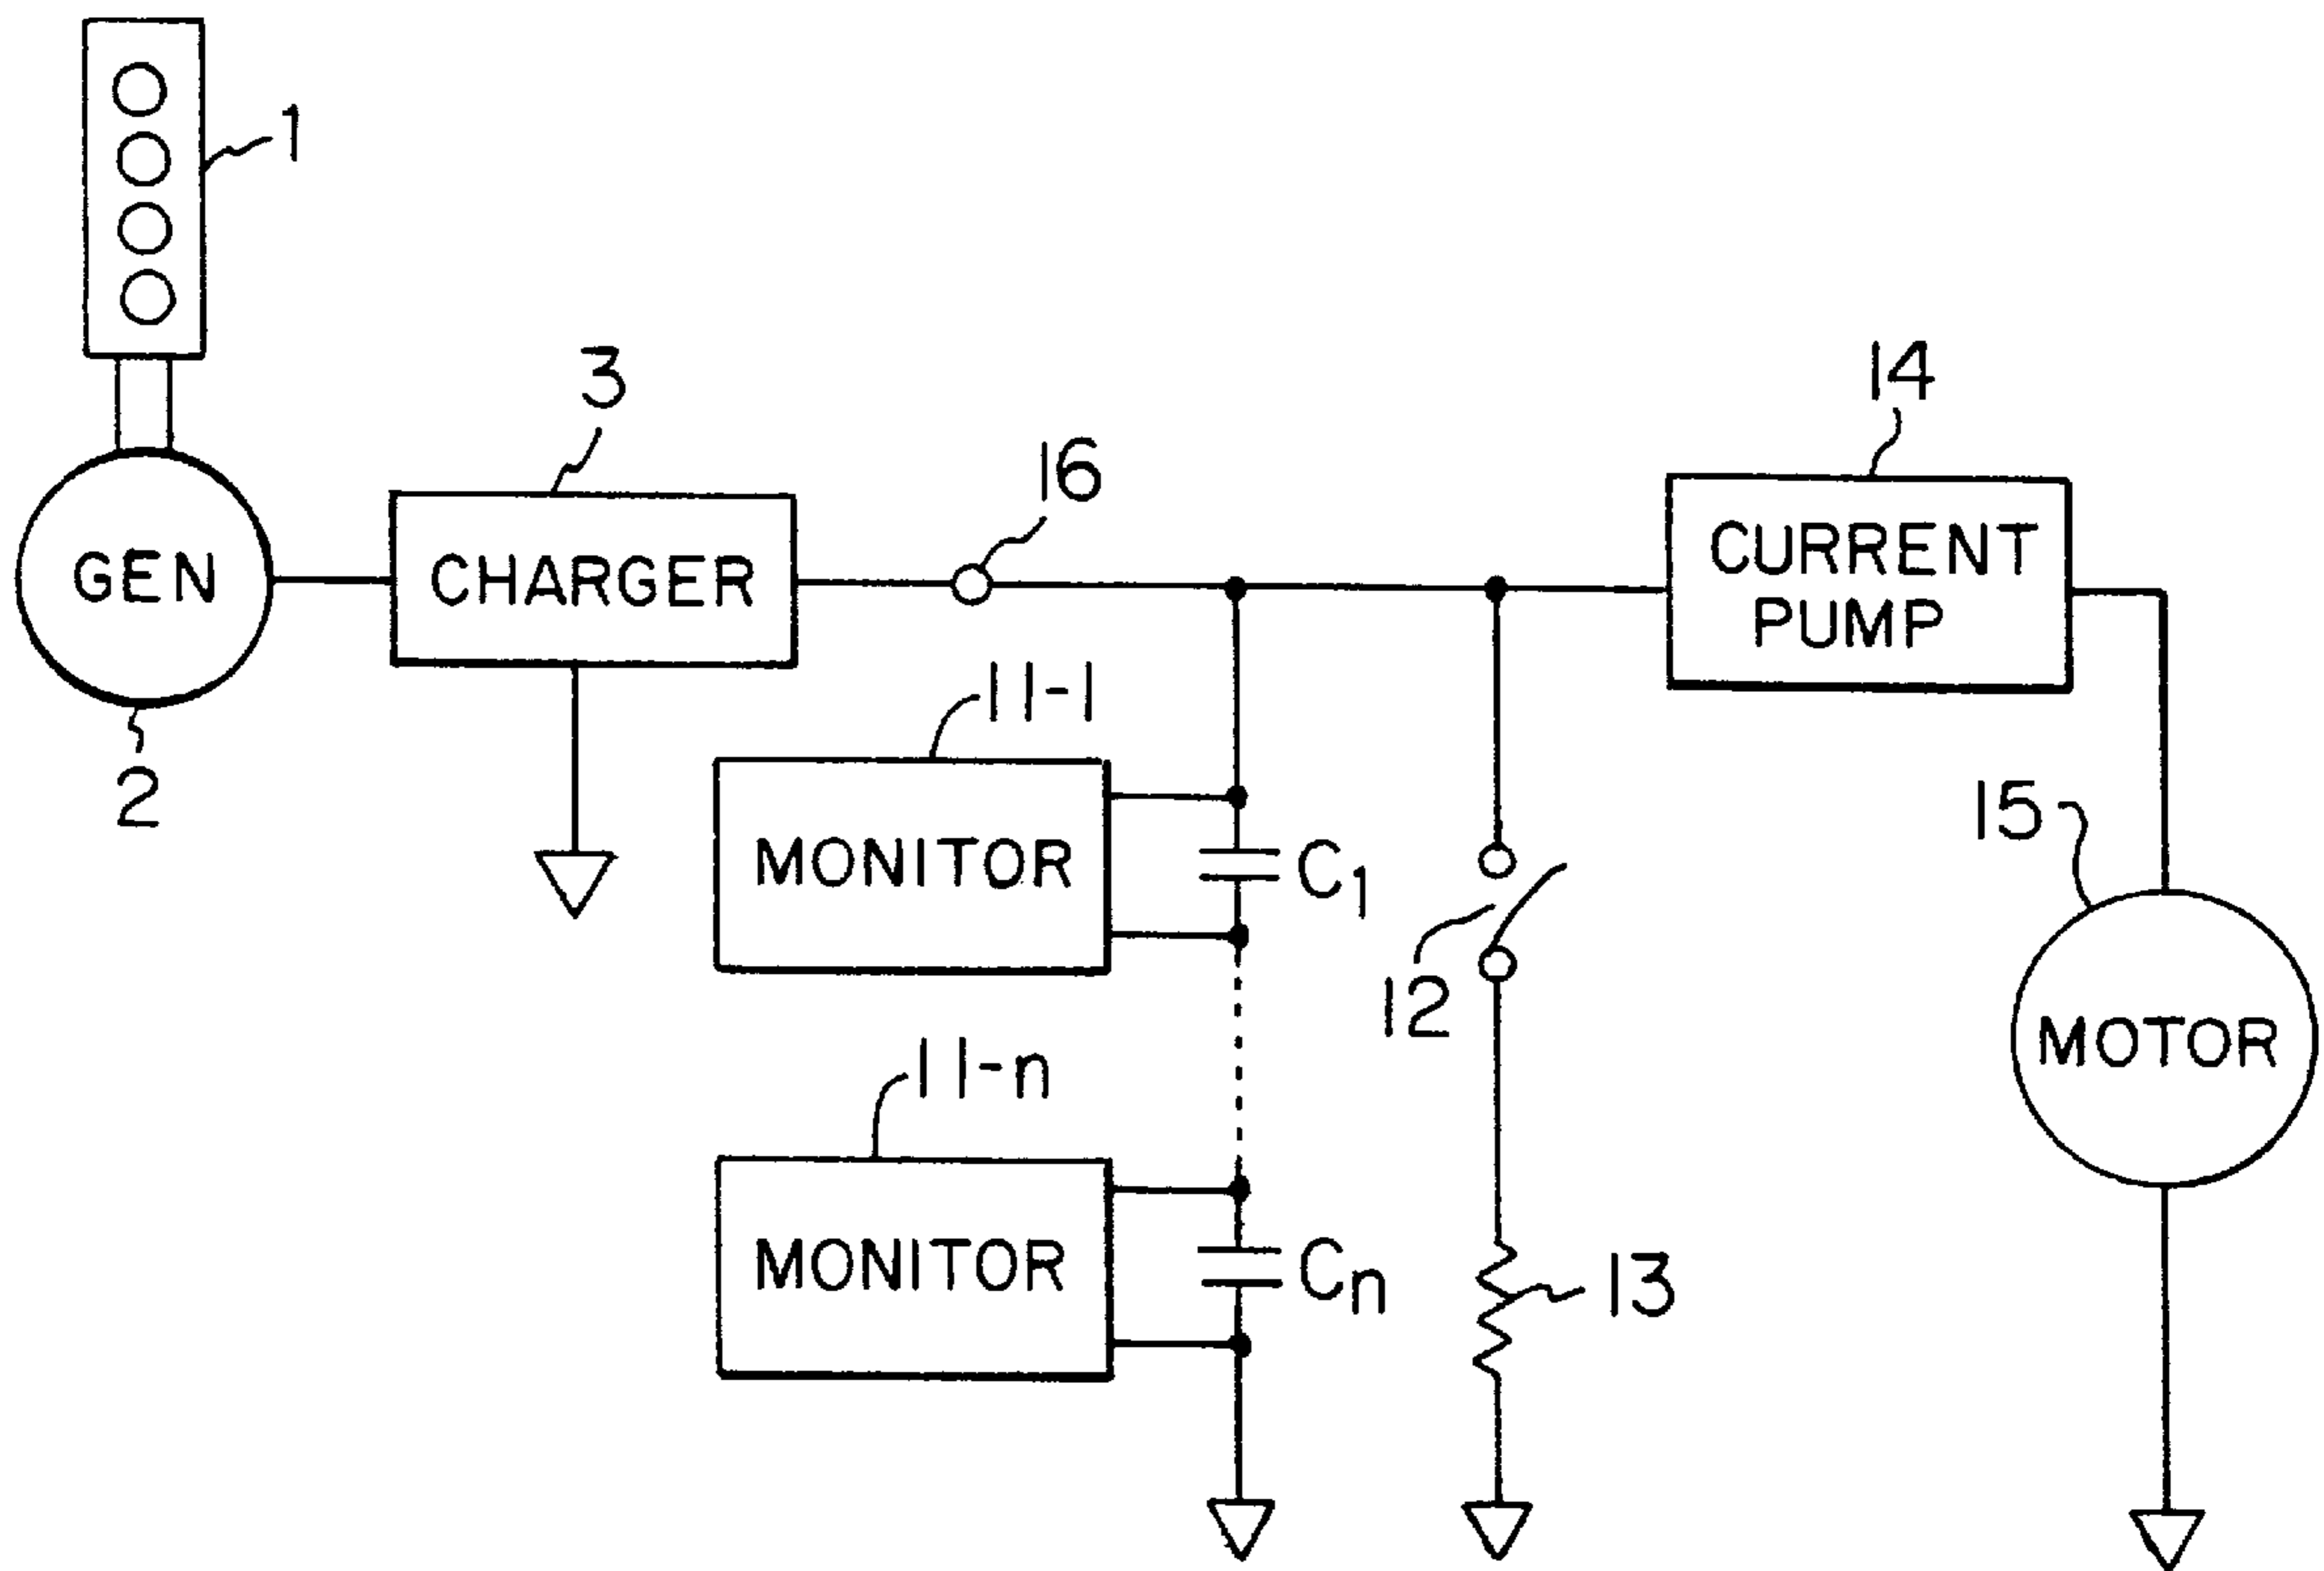 1
3
16
14
GEN
CHARGER
CURRENT
PUMP
2
11-1
MONITOR
C1
12
15
MOTOR
11-n
MONITOR
Cn
13